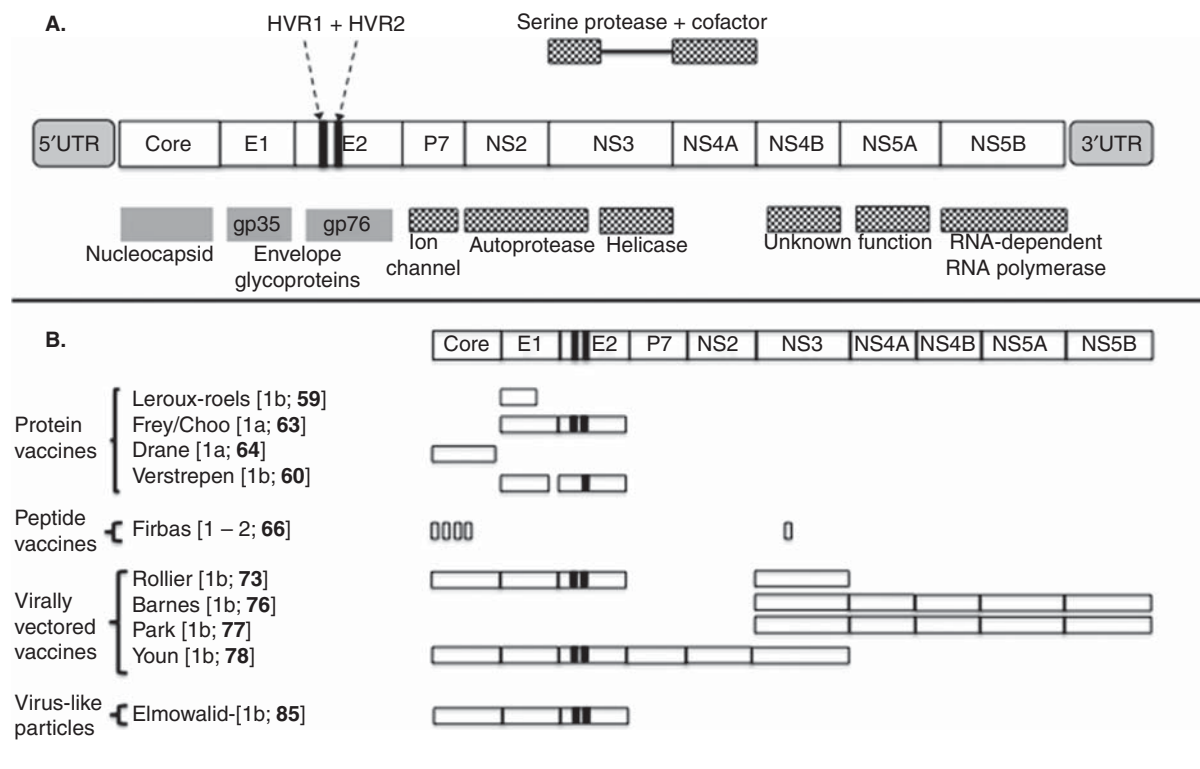 A.
HVR1 + HVR2
Serine protease + cofactor
5′UTR Core E1 E2 P7 NS2 NS3 NS4A NS4B NS5A NS5B 3′UTR
gp35 gp76
Nucleocapsid
Envelope
glycoproteins
Ion
channel
Autoprotease
Helicase
Unknown function
RNA-dependent
RNA polymerase
B.
Core E1 E2 P7 NS2 NS3 NS4A NS4B NS5A NS5B
Protein
vaccines
Leroux-roels [1b; 59]
Frey/Choo [1a; 63]
Drane [1a; 64]
Verstrepen [1b; 60]
Peptide
vaccines
Firbas [1 – 2; 66]
Virally
vectored
vaccines
Rollier [1b; 73]
Barnes [1b; 76]
Park [1b; 77]
Youn [1b; 78]
Virus-like
particles
Elmowalid-[1b; 85]